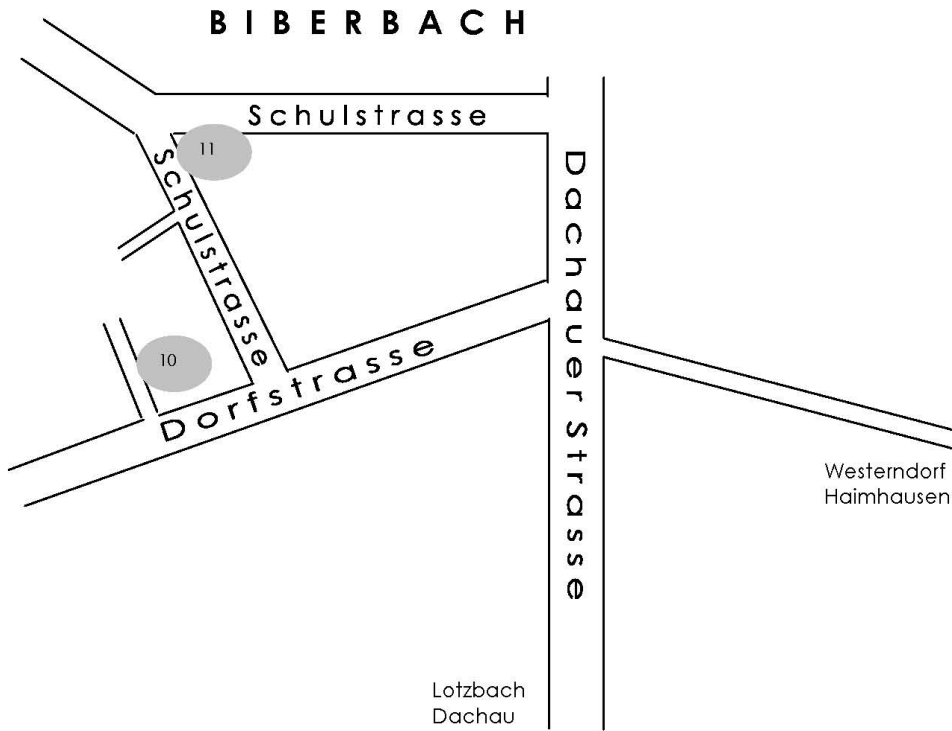 BIBERBACH
Schulstrasse
11
Schulstrasse
Dachauer Strasse
10
Dorfstrasse
Westerndorf
Haimhausen
Lotzbach
Dachau